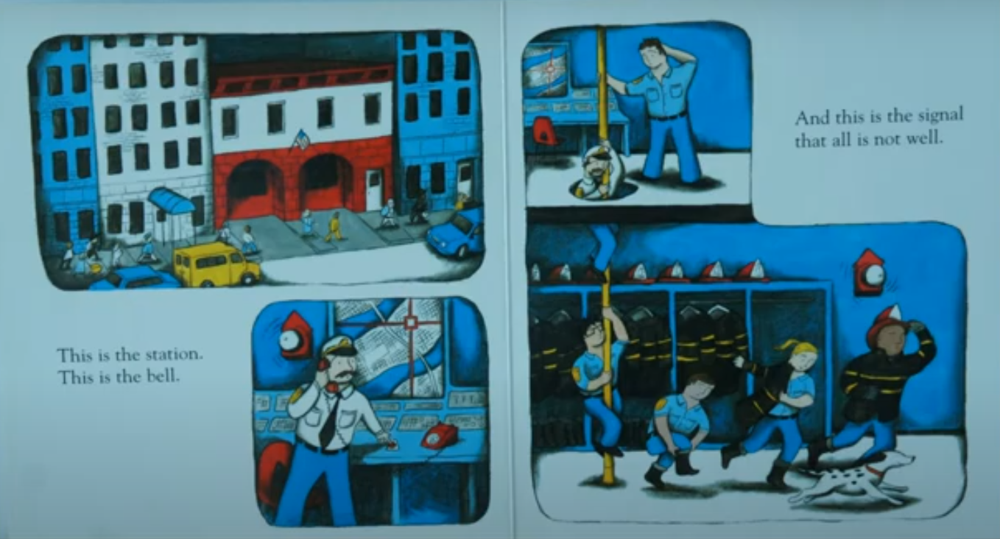 This is the station.
This is the bell.
And this is the signal
that all is not well.